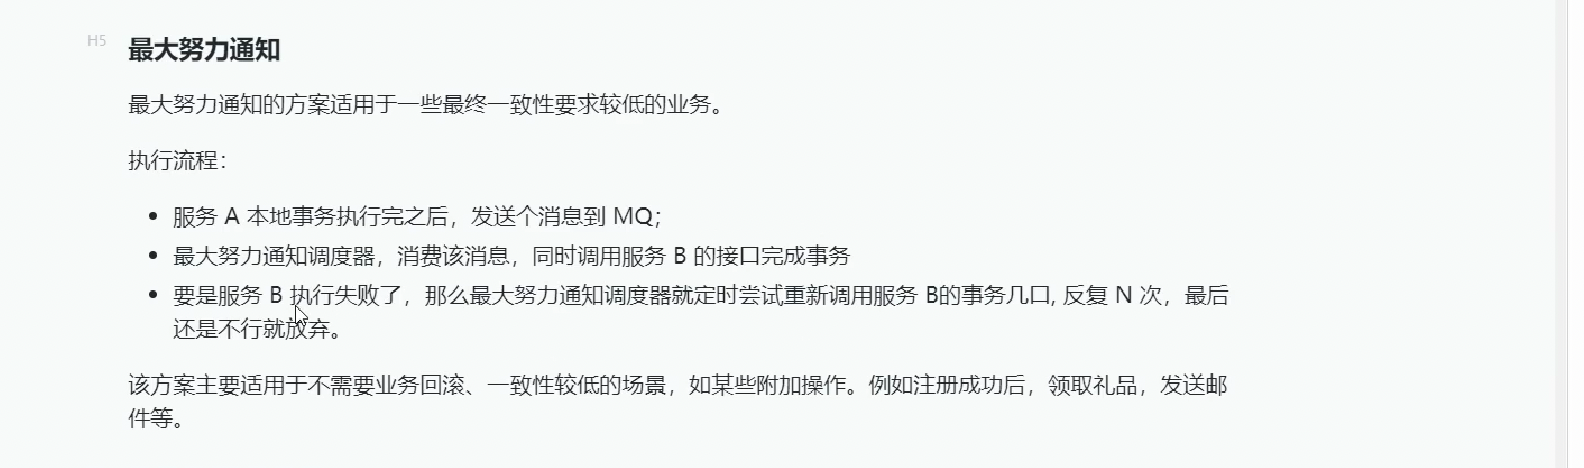 H5
最大努力通知
最大努力通知的方案适用于一些最终一致性要求较低的业务。
执行流程：
服务 A 本地事务执行完之后，发送个消息到 MQ；
最大努力通知调度器，消费该消息，同时调用服务 B 的接口完成事务
要是服务 B 执行失败了，那么最大努力通知调度器就定时尝试重新调用服务 B的事务几口, 反复 N 次，最后
还是不行就放弃。
该方案主要适用于不需要业务回滚、一致性较低的场景，如某些附加操作。例如注册成功后，领取礼品，发送邮
件等。